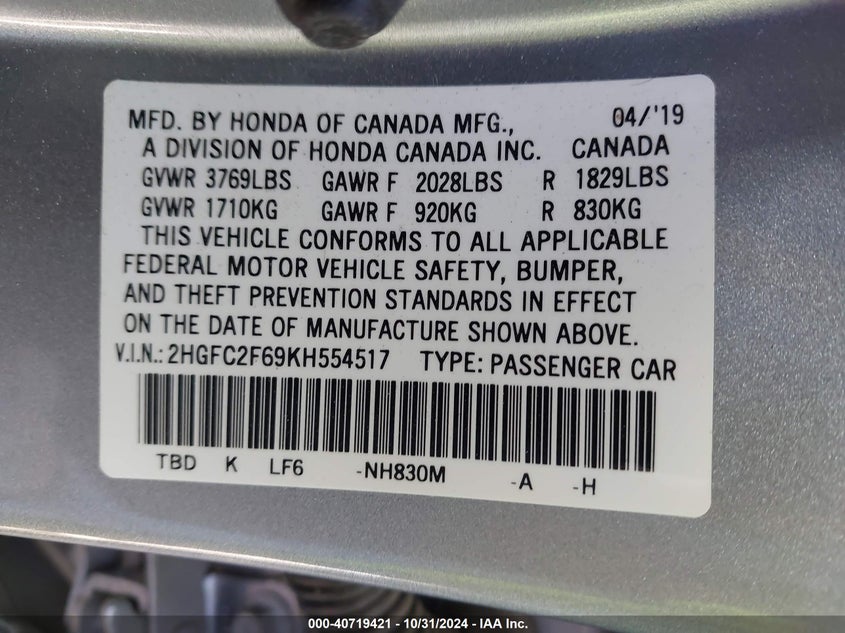 MFD. BY HONDA OF CANADA MFG., 04/'19
A DIVISION OF HONDA CANADA INC. CANADA
GVWR 3769LBS GAWR F 2028LBS R 1829LBS
GVWR 1710KG GAWR F 920KG R 830KG
THIS VEHICLE CONFORMS TO ALL APPLICABLE
FEDERAL MOTOR VEHICLE SAFETY, BUMPER,
AND THEFT PREVENTION STANDARDS IN EFFECT
ON THE DATE OF MANUFACTURE SHOWN ABOVE.
V.I.N.: 2HGFC2F69KH554517 TYPE: PASSENGER CAR
TBD K LF6 -NH830M -A -H
000-40719421 - 10/31/2024 - IAA Inc.